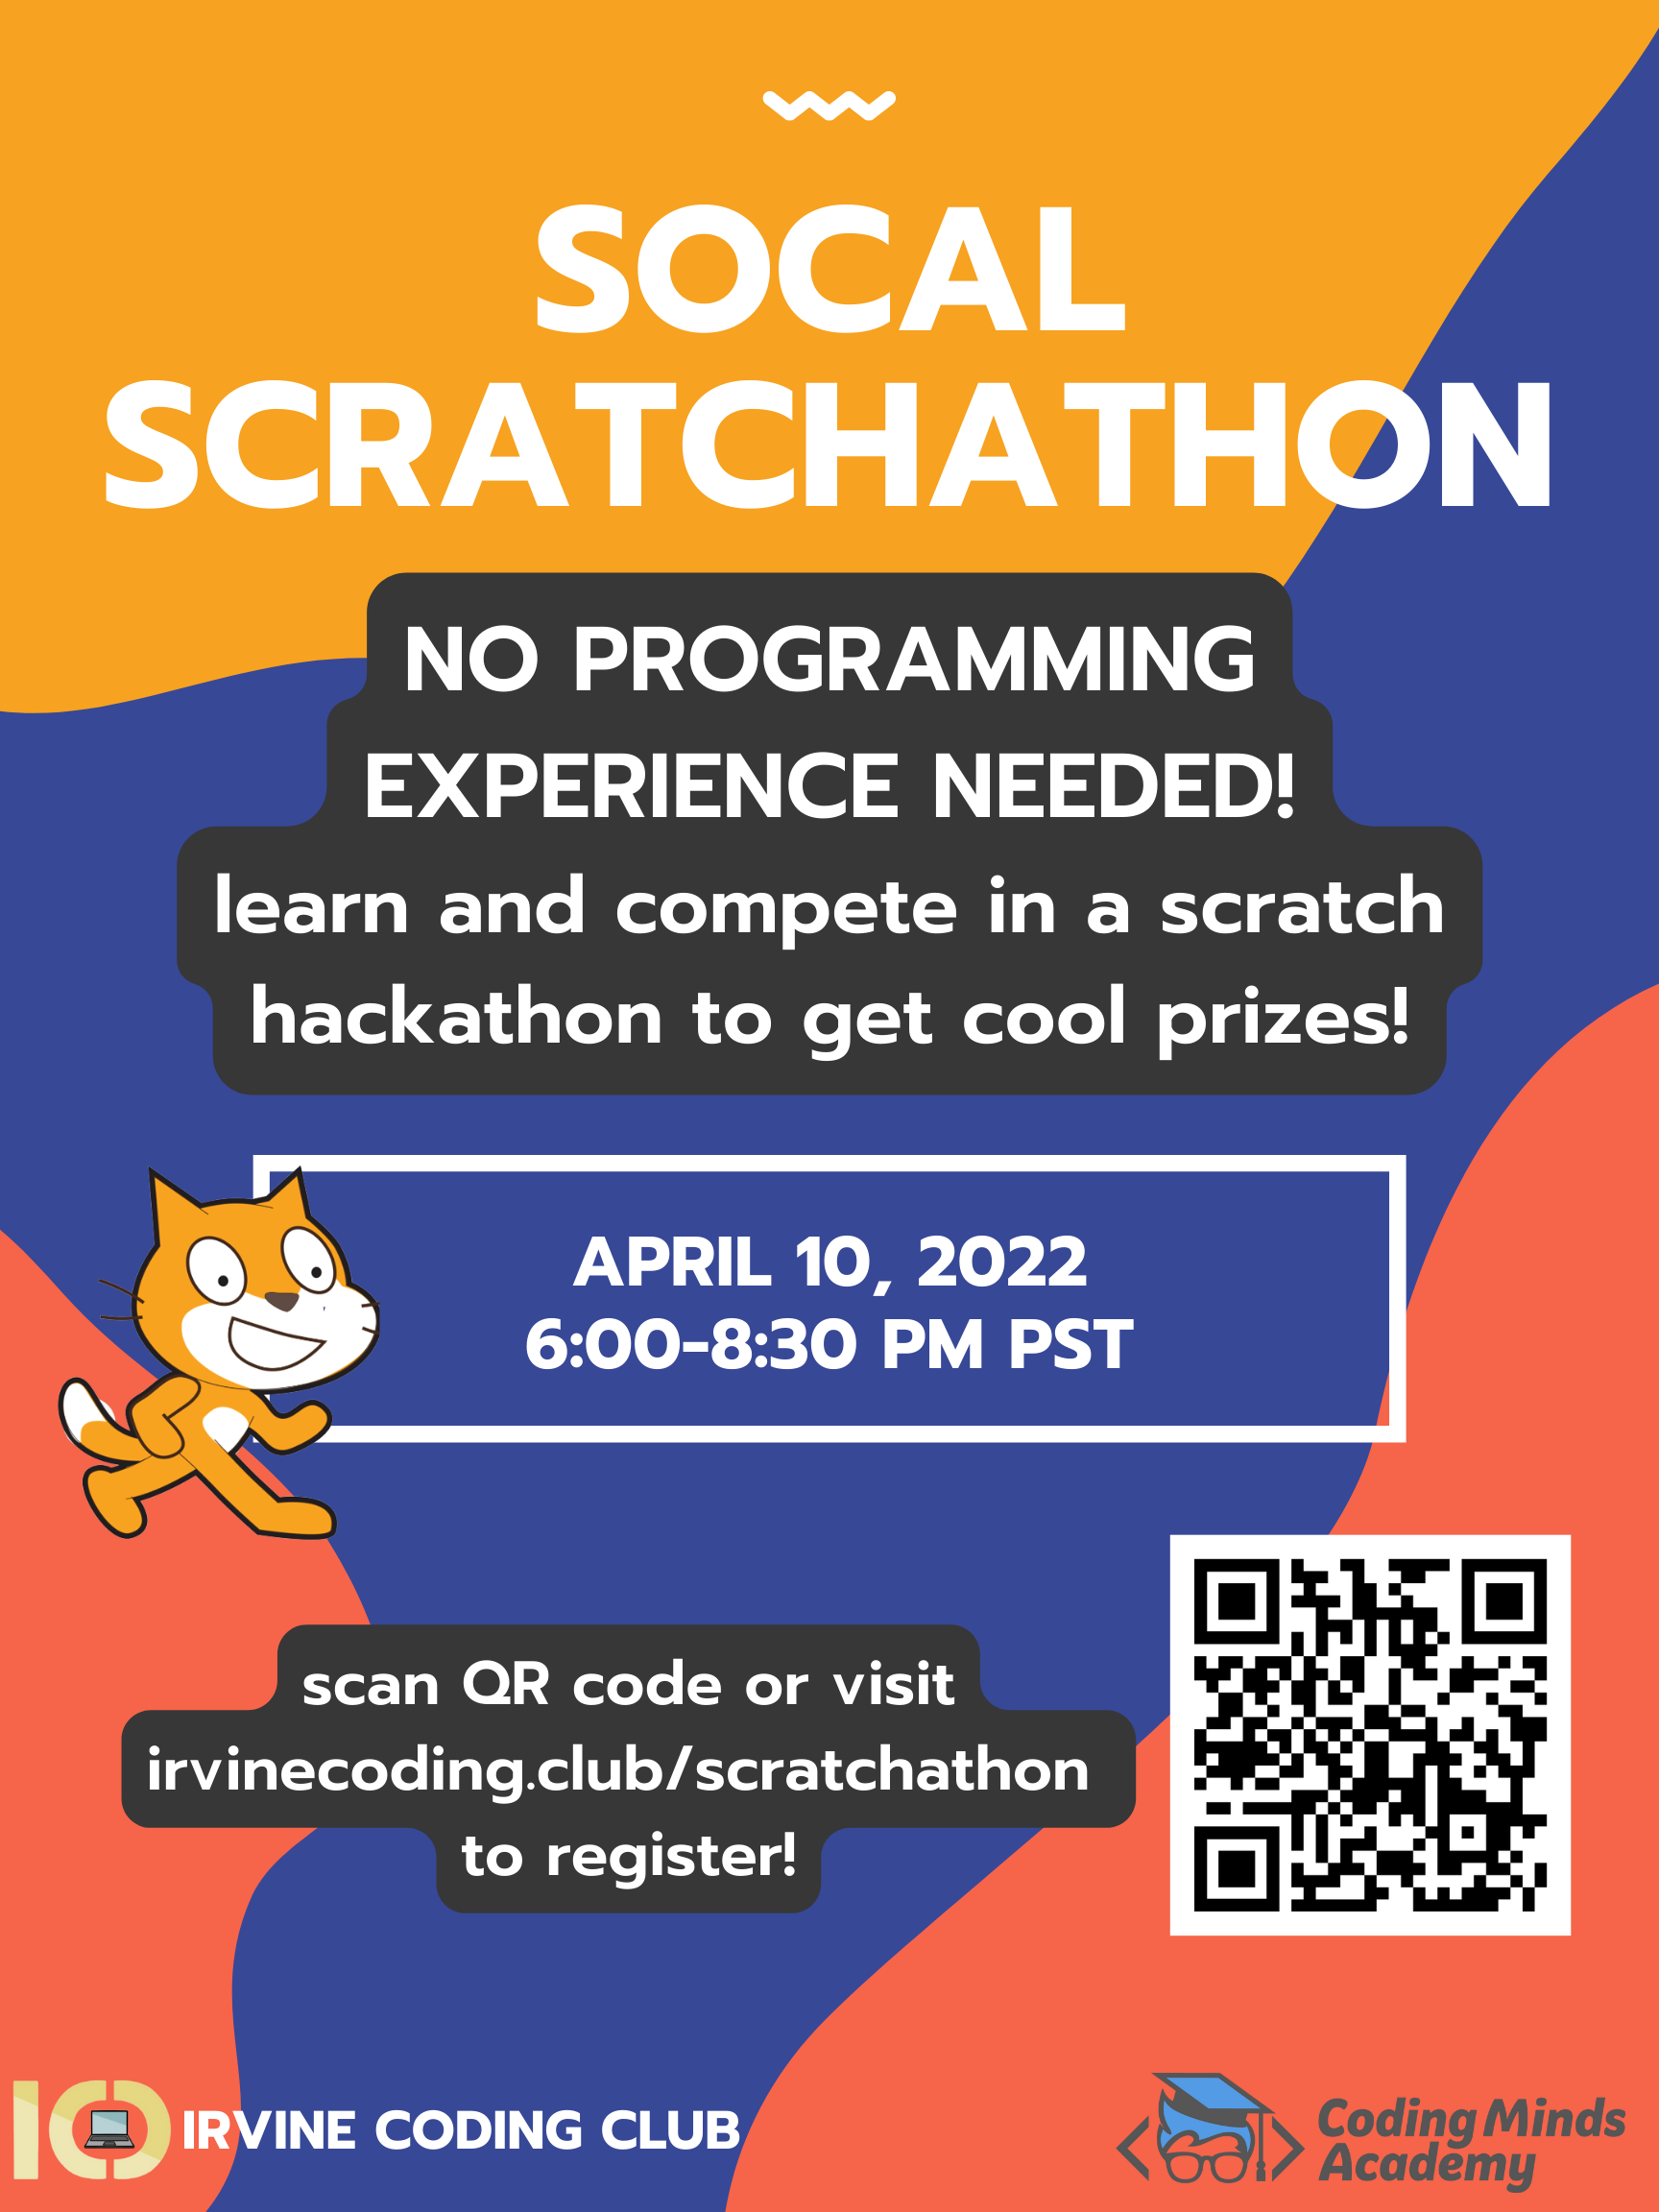 SOCAL
SCRATCHATHON
NO PROGRAMMING
EXPERIENCE NEEDED!
learn and compete in a scratch
hackathon to get cool prizes!
APRIL 10, 2022
6:00-8:30 PM PST
scan QR code or visit
irvinecoding.club/scratchathon
to register!
IRVINE CODING CLUB
Coding Minds
Academy